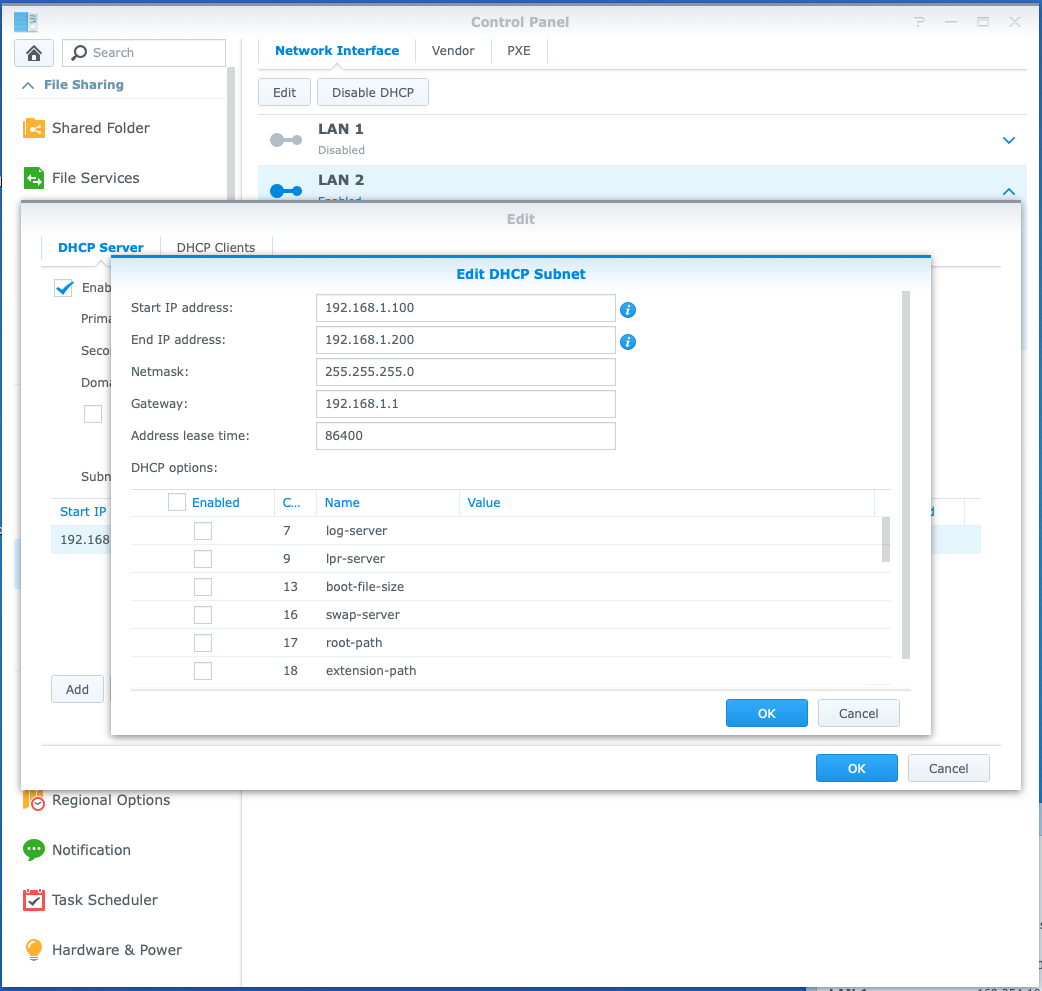 Control Panel
Search
Network Interface Vendor PXE
File Sharing
Edit Disable DHCP
Shared Folder
LAN 1
Disabled
File Services
LAN 2
Enabled
Edit
DHCP Server DHCP Clients
Edit DHCP Subnet
Enab
Start IP address: 192.168.1.100
Prima
End IP address: 192.168.1.200
Seco
Netmask: 255.255.255.0
Doma
Gateway: 192.168.1.1
Address lease time: 86400
DHCP options:
Subn
Enabled C... Name Value
Start IP
7 log-server
192.168
9 lpr-server
13 boot-file-size
16 swap-server
17 root-path
18 extension-path
Add
OK Cancel
OK Cancel
Regional Options
Notification
Task Scheduler
Hardware & Power
LAN 1